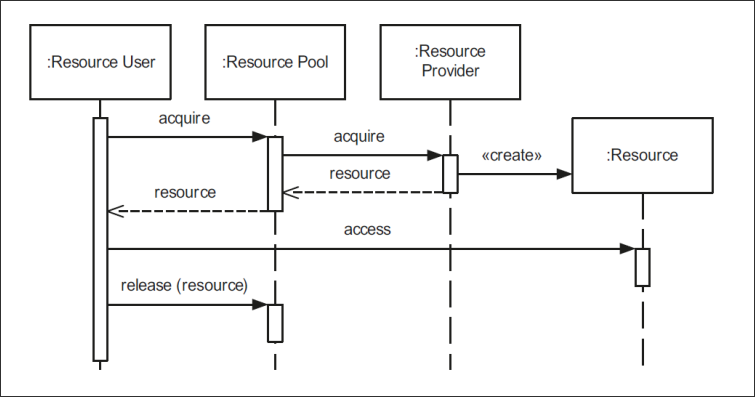 :Resource User
:Resource Pool
:Resource
Provider
acquire
acquire
«create»
:Resource
resource
resource
access
release (resource)